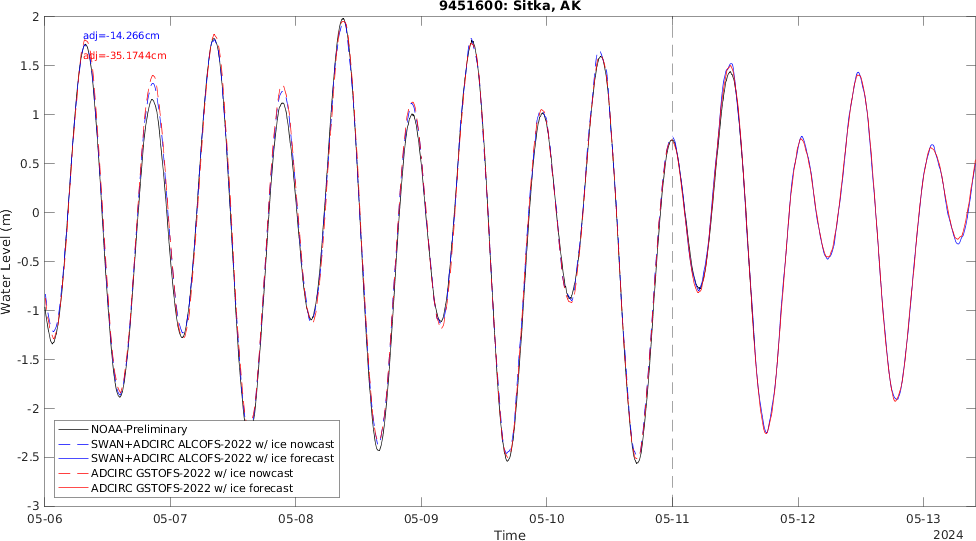 9451600: Sitka, AK
adj=-14.266cm
adj=-35.1744cm
Water Level (m)
2
1.5
1
0.5
0
-0.5
-1
-1.5
-2
-2.5
-3
NOAA-Preliminary
SWAN+ADCIRC ALCOFS-2022 w/ ice nowcast
SWAN+ADCIRC ALCOFS-2022 w/ ice forecast
ADCIRC GSTOFS-2022 w/ ice nowcast
ADCIRC GSTOFS-2022 w/ ice forecast
05-06 05-07 05-08 05-09 05-10 05-11 05-12 05-13
Time
2024